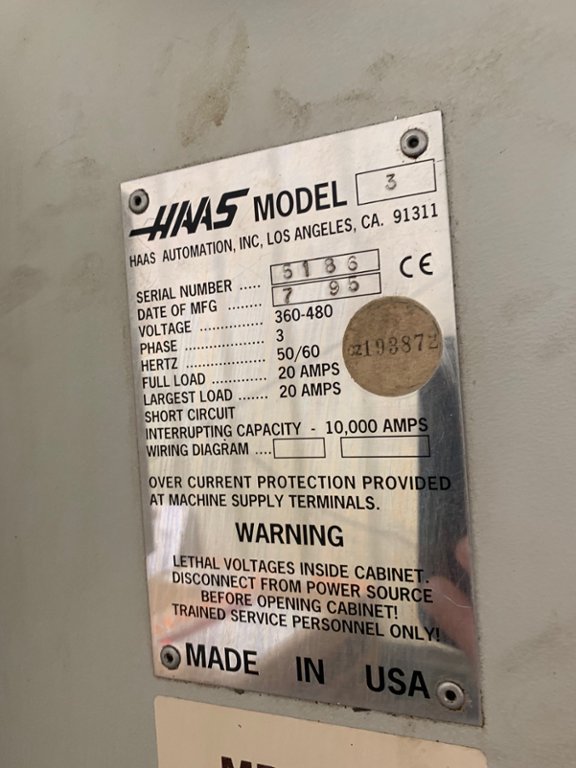 HAAS MODEL 3
HAAS AUTOMATION, INC, LOS ANGELES, CA. 91311
SERIAL NUMBER ..... 5186
DATE OF MFG ........ 7 95
CE
VOLTAGE ............... 360-480
PHASE .................... 3
HERTZ ................... 50/60
FULL LOAD ............. 20 AMPS
LARGEST LOAD ....... 20 AMPS
CZ193872
SHORT CIRCUIT
INTERRUPTING CAPACITY - 10,000 AMPS
WIRING DIAGRAM ....
OVER CURRENT PROTECTION PROVIDED
AT MACHINE SUPPLY TERMINALS.
WARNING
LETHAL VOLTAGES INSIDE CABINET.
DISCONNECT FROM POWER SOURCE
BEFORE OPENING CABINET!
TRAINED SERVICE PERSONNEL ONLY!
MADE IN USA